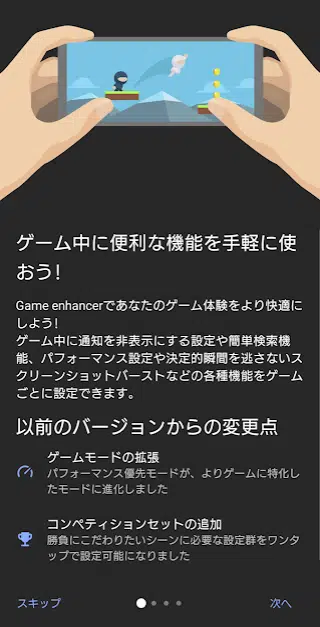 ゲーム中に便利な機能を手軽に使
おう!
Game enhancerであなたのゲーム体験をより快適に
しよう!
ゲーム中に通知を非表示にする設定や簡単検索機
能、パフォーマンス設定や決定的瞬間を逃さないス
クリーンショットバーストなどの各種機能をゲーム
ごとに設定できます。
以前のバージョンからの変更点
ゲームモードの拡張
パフォーマンス優先モードが、よりゲームに特化し
たモードに進化しました
コンペティションセットの追加
勝負にこだわりたいシーンに必要な設定群をワンタ
ップで設定可能になりました
スキップ
次へ